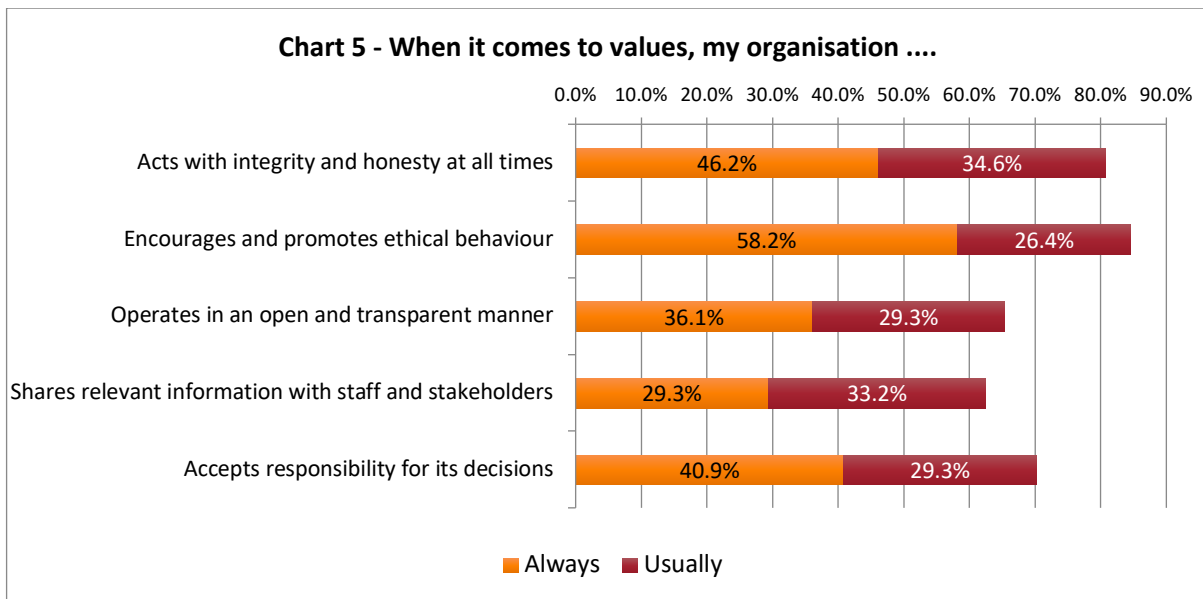 Chart 5 - When it comes to values, my organisation ....
0.0% 10.0% 20.0% 30.0% 40.0% 50.0% 60.0% 70.0% 80.0% 90.0%
Acts with integrity and honesty at all times 46.2% 34.6%
Encourages and promotes ethical behaviour 58.2% 26.4%
Operates in an open and transparent manner 36.1% 29.3%
Shares relevant information with staff and stakeholders 29.3% 33.2%
Accepts responsibility for its decisions 40.9% 29.3%
Always Usually